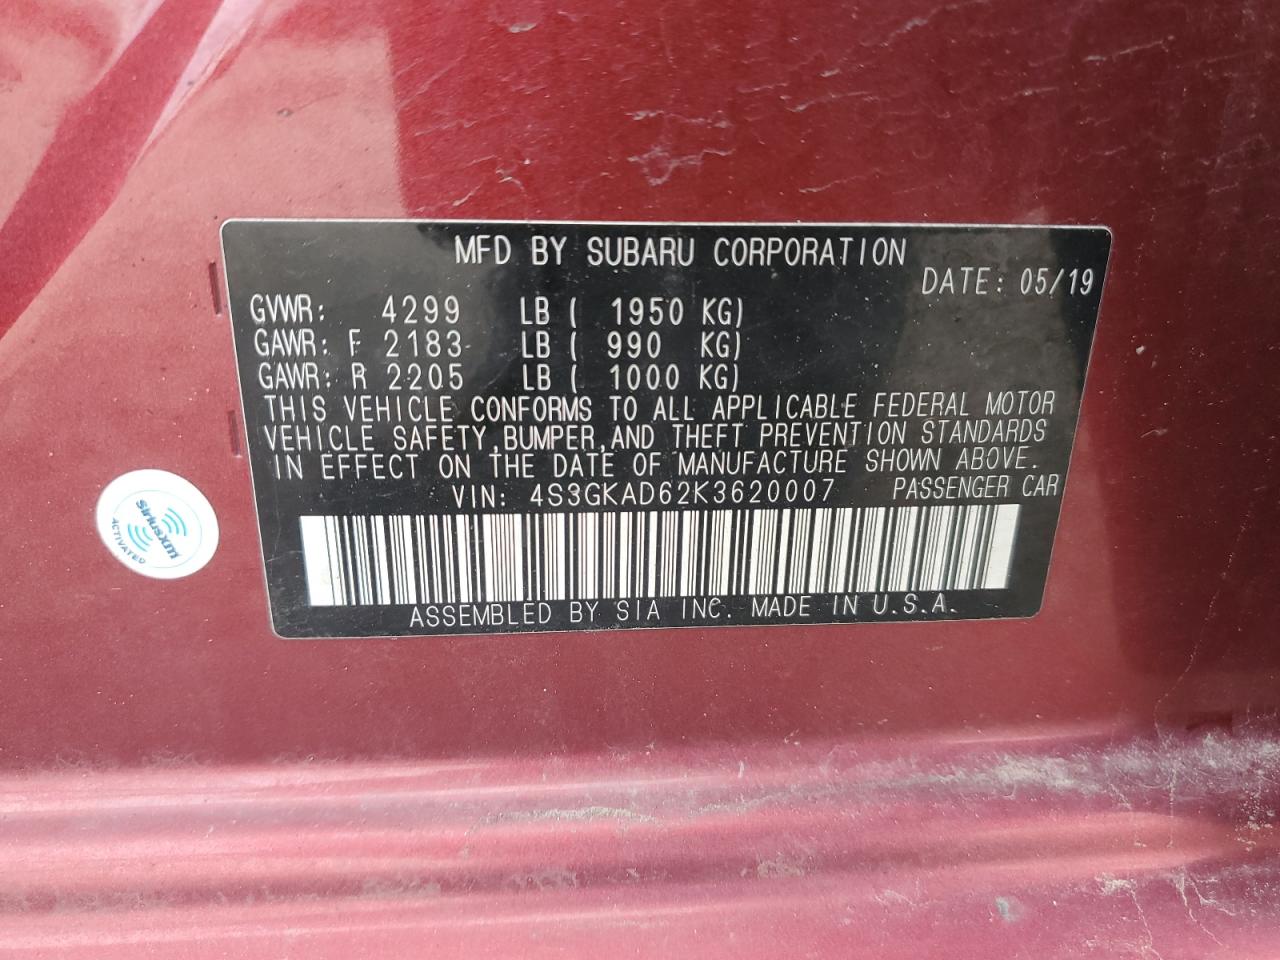 MFD BY SUBARU CORPORATION
DATE: 05/19
GVWR: 4299 LB ( 1950 KG)
GAWR: F 2183 LB ( 990 KG)
GAWR: R 2205 LB ( 1000 KG)
THIS VEHICLE CONFORMS TO ALL APPLICABLE FEDERAL MOTOR
VEHICLE SAFETY,BUMPER,AND THEFT PREVENTION STANDARDS
IN EFFECT ON THE DATE OF MANUFACTURE SHOWN ABOVE.
VIN: 4S3GKAD62K3620007 PASSENGER CAR
ASSEMBLED BY SIA INC. MADE IN U.S.A.
SiriusXM
ACTIVATED